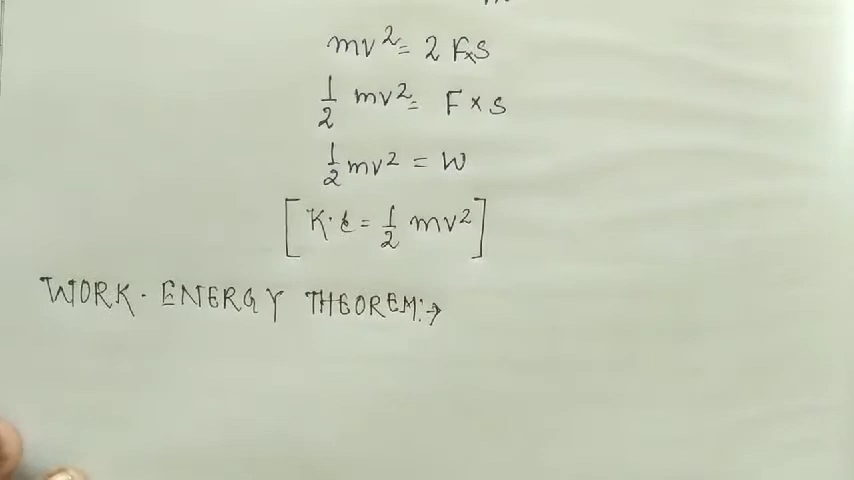 mv² = 2 F×S
1/2 mv² = F × S
1/2 mv² = W
[K.E = 1/2 mv²]
WORK. ENERGY THEOREM:→